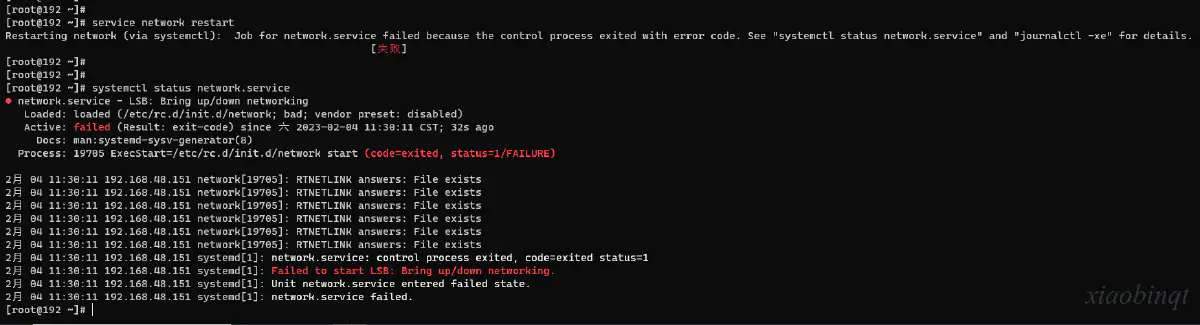 [root@192 ~]#
[root@192 ~]# service network restart
Restarting network (via systemctl):  Job for network.service failed because the control process exited with error code. See "systemctl status network.service" and "journalctl -xe" for details.
[失败]
[root@192 ~]#
[root@192 ~]#
[root@192 ~]# systemctl status network.service
● network.service - LSB: Bring up/down networking
Loaded: loaded (/etc/rc.d/init.d/network; bad; vendor preset: disabled)
Active: failed (Result: exit-code) since 六 2023-02-04 11:30:11 CST; 32s ago
Docs: man:systemd-sysv-generator(8)
Process: 19705 ExecStart=/etc/rc.d/init.d/network start (code=exited, status=1/FAILURE)
2月 04 11:30:11 192.168.48.151 network[19705]: RTNETLINK answers: File exists
2月 04 11:30:11 192.168.48.151 network[19705]: RTNETLINK answers: File exists
2月 04 11:30:11 192.168.48.151 network[19705]: RTNETLINK answers: File exists
2月 04 11:30:11 192.168.48.151 network[19705]: RTNETLINK answers: File exists
2月 04 11:30:11 192.168.48.151 network[19705]: RTNETLINK answers: File exists
2月 04 11:30:11 192.168.48.151 network[19705]: RTNETLINK answers: File exists
2月 04 11:30:11 192.168.48.151 systemd[1]: network.service: control process exited, code=exited status=1
2月 04 11:30:11 192.168.48.151 systemd[1]: Failed to start LSB: Bring up/down networking.
2月 04 11:30:11 192.168.48.151 systemd[1]: Unit network.service entered failed state.
2月 04 11:30:11 192.168.48.151 systemd[1]: network.service failed.
[root@192 ~]#
xiaobinqt